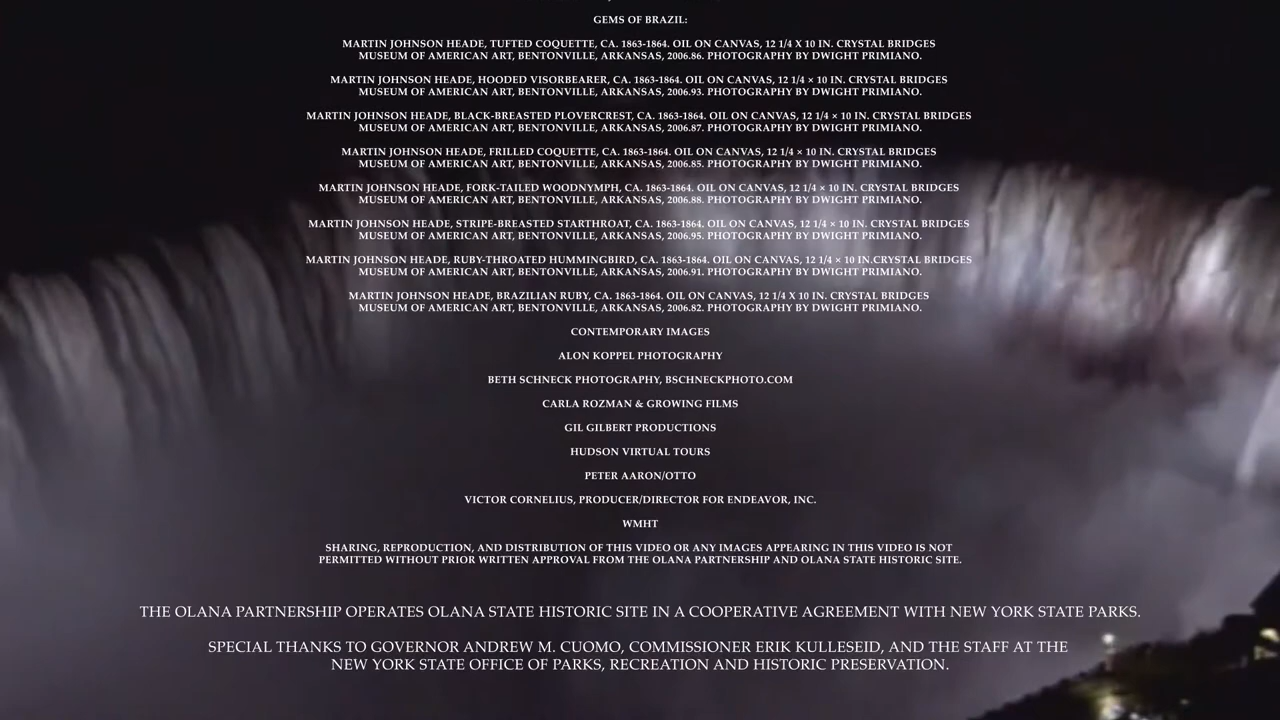 GEMS OF BRAZIL:
MARTIN JOHNSON HEADE, TUFTED COQUETTE, CA. 1863-1864. OIL ON CANVAS, 12 1/4 X 10 IN. CRYSTAL BRIDGES
MUSEUM OF AMERICAN ART, BENTONVILLE, ARKANSAS, 2006.86. PHOTOGRAPHY BY DWIGHT PRIMIANO.
MARTIN JOHNSON HEADE, HOODED VISORBEARER, CA. 1863-1864. OIL ON CANVAS, 12 1/4 × 10 IN. CRYSTAL BRIDGES
MUSEUM OF AMERICAN ART, BENTONVILLE, ARKANSAS, 2006.93. PHOTOGRAPHY BY DWIGHT PRIMIANO.
MARTIN JOHNSON HEADE, BLACK-BREASTED PLOVERCREST, CA. 1863-1864. OIL ON CANVAS, 12 1/4 × 10 IN. CRYSTAL BRIDGES
MUSEUM OF AMERICAN ART, BENTONVILLE, ARKANSAS, 2006.87. PHOTOGRAPHY BY DWIGHT PRIMIANO.
MARTIN JOHNSON HEADE, FRILLED COQUETTE, CA. 1863-1864. OIL ON CANVAS, 12 1/4 × 10 IN. CRYSTAL BRIDGES
MUSEUM OF AMERICAN ART, BENTONVILLE, ARKANSAS, 2006.85. PHOTOGRAPHY BY DWIGHT PRIMIANO.
MARTIN JOHNSON HEADE, FORK-TAILED WOODNYMPH, CA. 1863-1864. OIL ON CANVAS, 12 1/4 × 10 IN. CRYSTAL BRIDGES
MUSEUM OF AMERICAN ART, BENTONVILLE, ARKANSAS, 2006.88. PHOTOGRAPHY BY DWIGHT PRIMIANO.
MARTIN JOHNSON HEADE, STRIPE-BREASTED STARTHROAT, CA. 1863-1864. OIL ON CANVAS, 12 1/4 × 10 IN. CRYSTAL BRIDGES
MUSEUM OF AMERICAN ART, BENTONVILLE, ARKANSAS, 2006.95. PHOTOGRAPHY BY DWIGHT PRIMIANO.
MARTIN JOHNSON HEADE, RUBY-THROATED HUMMINGBIRD, CA. 1863-1864. OIL ON CANVAS, 12 1/4 × 10 IN.CRYSTAL BRIDGES
MUSEUM OF AMERICAN ART, BENTONVILLE, ARKANSAS, 2006.91. PHOTOGRAPHY BY DWIGHT PRIMIANO.
MARTIN JOHNSON HEADE, BRAZILIAN RUBY, CA. 1863-1864. OIL ON CANVAS, 12 1/4 X 10 IN. CRYSTAL BRIDGES
MUSEUM OF AMERICAN ART, BENTONVILLE, ARKANSAS, 2006.82. PHOTOGRAPHY BY DWIGHT PRIMIANO.
CONTEMPORARY IMAGES
ALON KOPPEL PHOTOGRAPHY
BETH SCHNECK PHOTOGRAPHY, BSCHNECKPHOTO.COM
CARLA ROZMAN & GROWING FILMS
GIL GILBERT PRODUCTIONS
HUDSON VIRTUAL TOURS
PETER AARON/OTTO
VICTOR CORNELIUS, PRODUCER/DIRECTOR FOR ENDEAVOR, INC.
WMHT
SHARING, REPRODUCTION, AND DISTRIBUTION OF THIS VIDEO OR ANY IMAGES APPEARING IN THIS VIDEO IS NOT
PERMITTED WITHOUT PRIOR WRITTEN APPROVAL FROM THE OLANA PARTNERSHIP AND OLANA STATE HISTORIC SITE.
THE OLANA PARTNERSHIP OPERATES OLANA STATE HISTORIC SITE IN A COOPERATIVE AGREEMENT WITH NEW YORK STATE PARKS.
SPECIAL THANKS TO GOVERNOR ANDREW M. CUOMO, COMMISSIONER ERIK KULLESEID, AND THE STAFF AT THE
NEW YORK STATE OFFICE OF PARKS, RECREATION AND HISTORIC PRESERVATION.